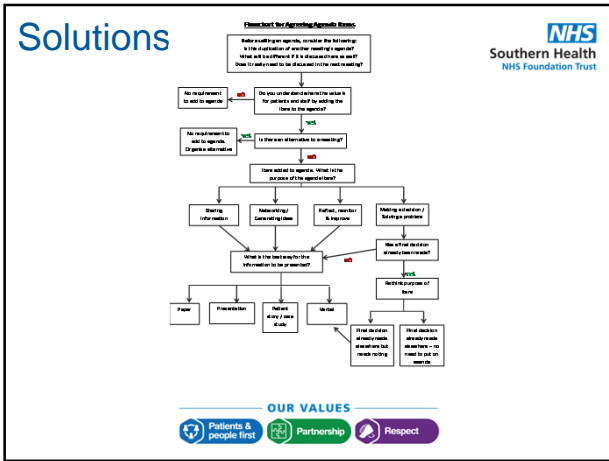 Solutions
NHS
Southern Health
NHS Foundation Trust
Flowchart for Agreeing Agenda Items
Before adding an agenda, consider the following:
Is this duplication of another meeting's agenda?
What will be different if it is discussed here as well?
Does it really need to be discussed in the next meeting?
No requirement
to add to agenda
NO
Do you understand where the value is
for patients and staff by adding the
item to the agenda?
YES
No requirement to
add to agenda.
Organise alternative
YES
Is there an alternative to a meeting?
NO
Item added to agenda. What is the
purpose of the agenda item?
Sharing
information
Networking /
Generating ideas
Reflect, monitor
& improve
Making a decision /
Solving a problem
What is the best way for the
information to be presented?
NO
Has a final decision
already been made?
YES
Rethink purpose of
item
Paper
Presentation
Patient
story / case
study
Verbal
Final decision
already made
elsewhere but
needs noting
Final decision
already made
elsewhere – no
need to put on
agenda
OUR VALUES
Patients &
people first
Partnership
Respect